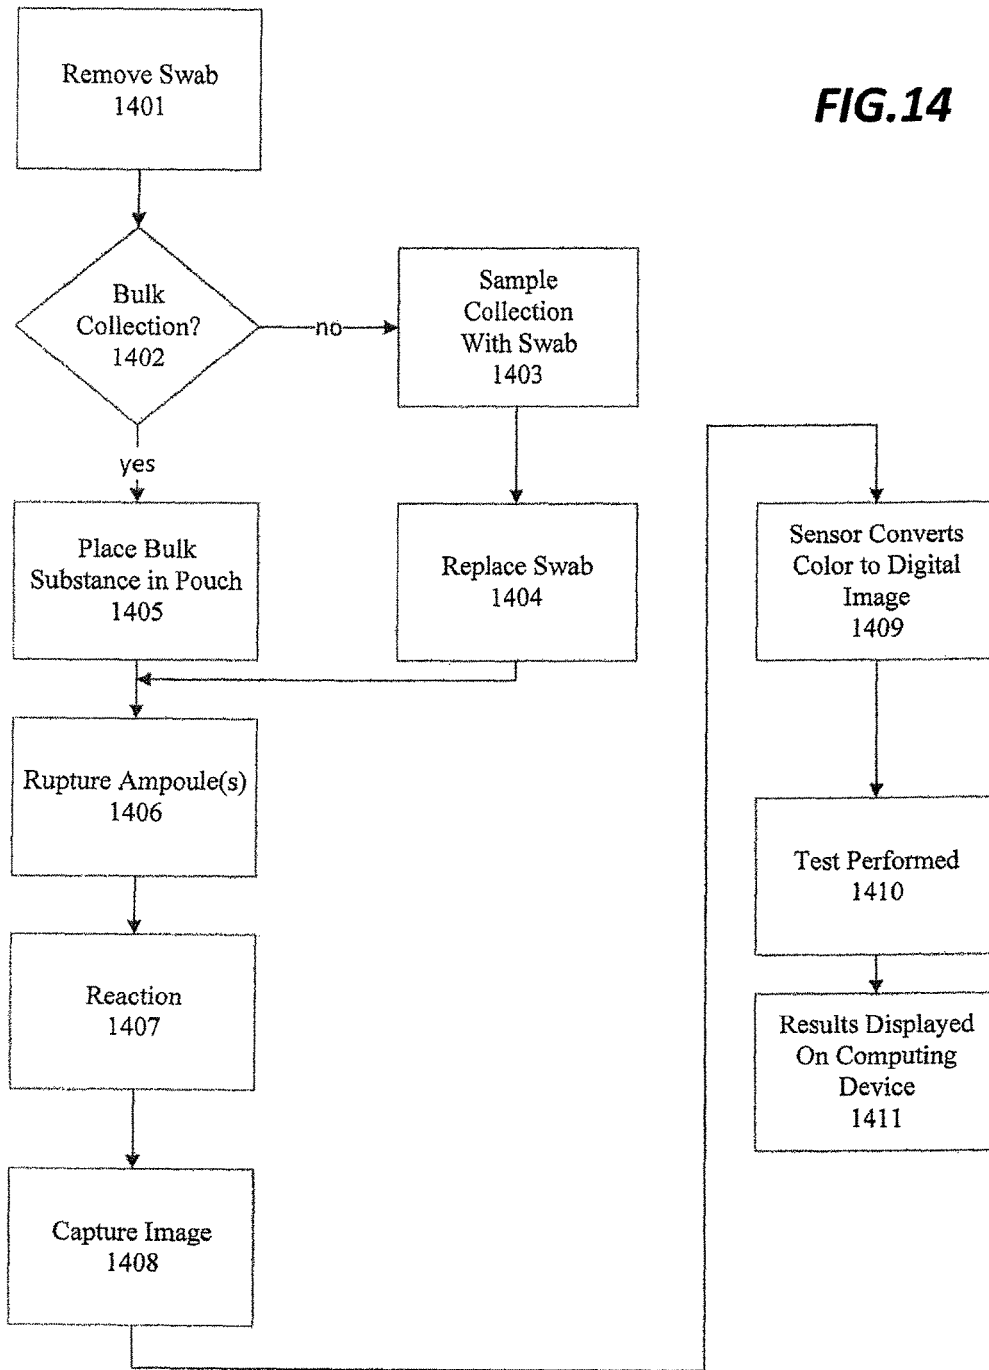 FIG.14
Remove Swab
1401
Bulk
Collection?
1402
no
Sample
Collection
With Swab
1403
yes
Place Bulk
Substance in Pouch
1405
Replace Swab
1404
Rupture Ampoule(s)
1406
Reaction
1407
Capture Image
1408
Sensor Converts
Color to Digital
Image
1409
Test Performed
1410
Results Displayed
On Computing
Device
1411